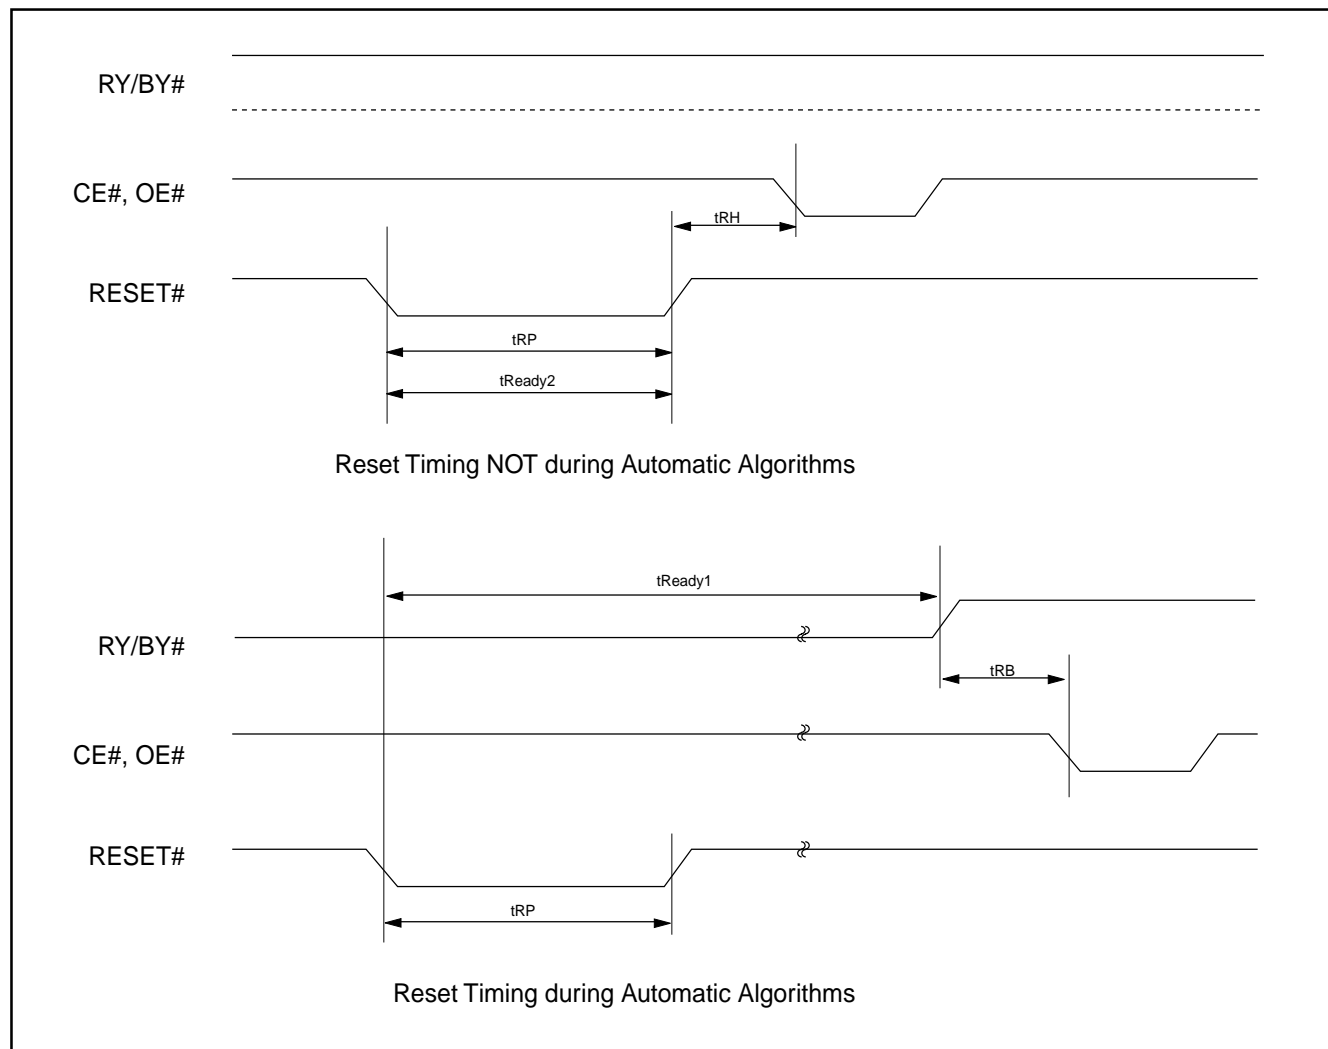 RY/BY#
CE#, OE#
tRH
RESET#
tRP
tReady2
Reset Timing NOT during Automatic Algorithms
tReady1
RY/BY#
tRB
CE#, OE#
RESET#
tRP
Reset Timing during Automatic Algorithms